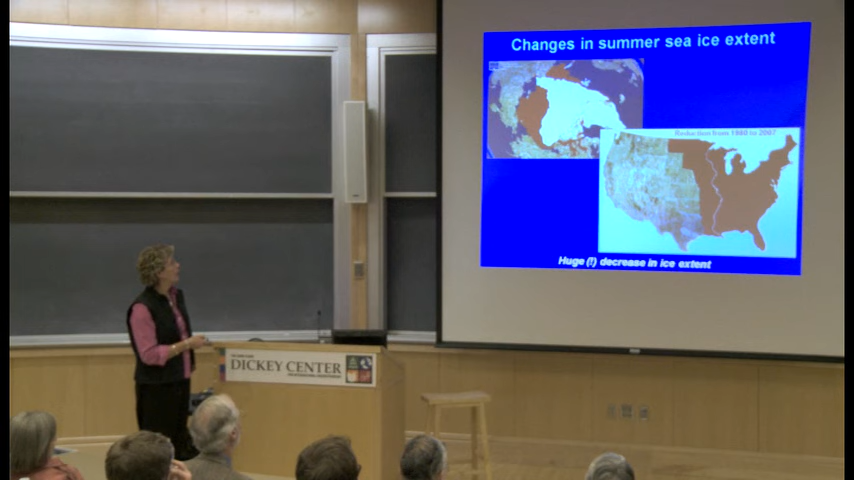 Changes in summer sea ice extent
Reduction from 1980 to 2007
Huge (!) decrease in ice extent
DICKEY CENTER